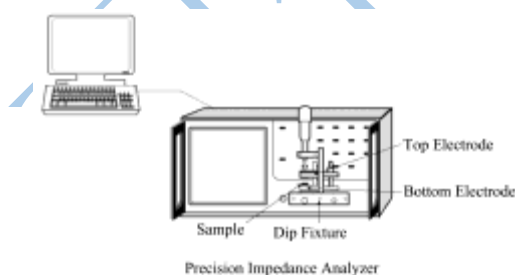 Top Electrode
Bottom Electrode
Sample
Dip Fixture
Precision Impedance Analyzer